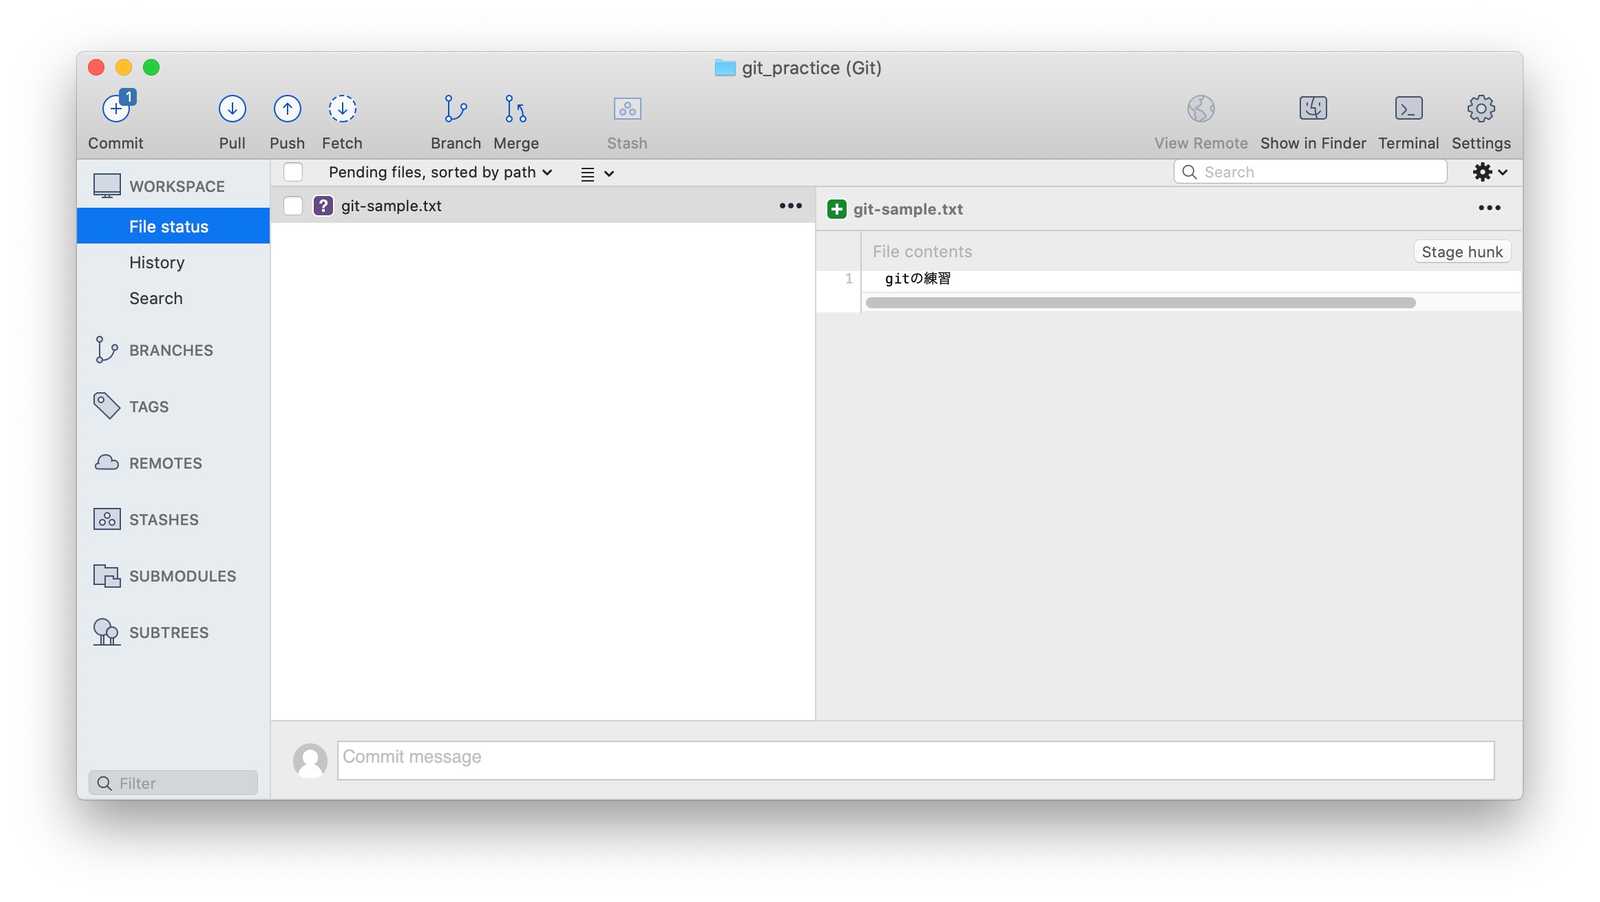 git_practice (Git)
1
Commit Pull Push Fetch Branch Merge Stash View Remote Show in Finder Terminal Settings
WORKSPACE
File status
History
Search
BRANCHES
TAGS
REMOTES
STASHES
SUBMODULES
SUBTREES
Filter
Pending files, sorted by path
Search
? git-sample.txt
git-sample.txt
File contents Stage hunk
1 gitの練習
Commit message